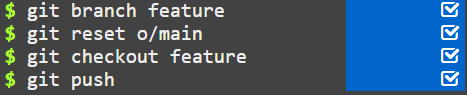 $ git branch feature
$ git reset o/main
$ git checkout feature
$ git push